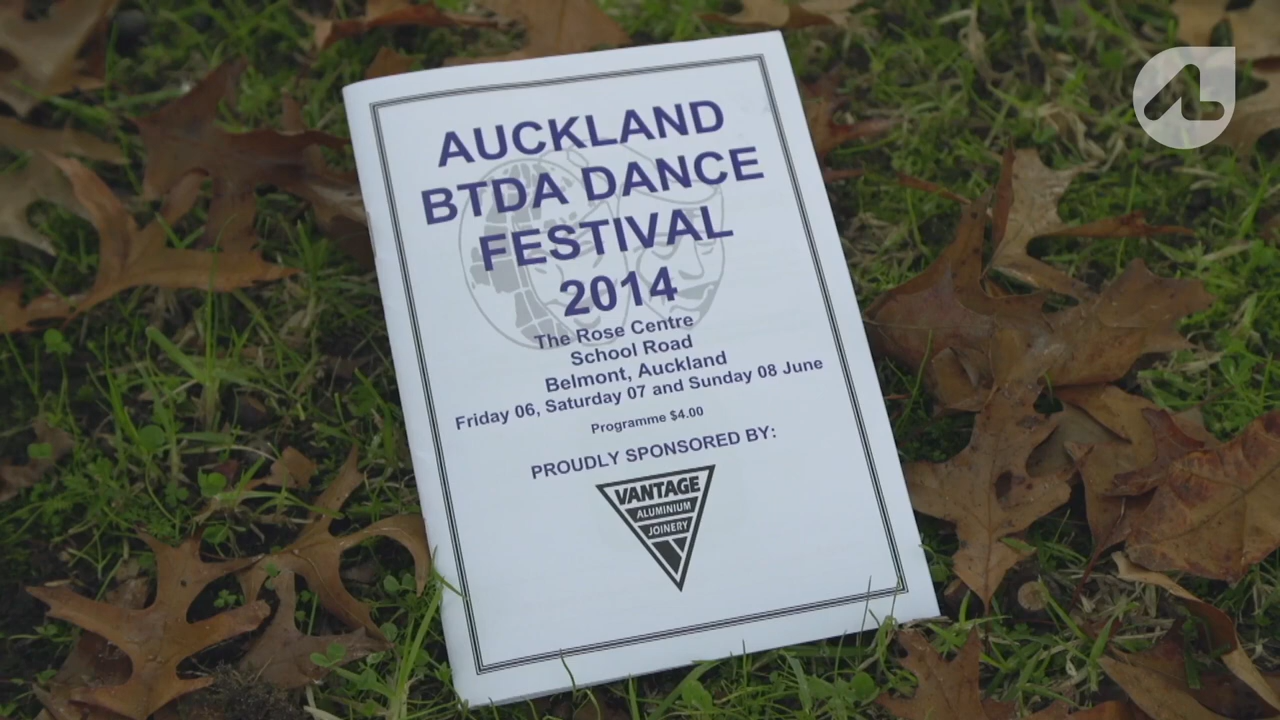 AUCKLAND
BTDA DANCE
FESTIVAL
2014
The Rose Centre
School Road
Belmont, Auckland
Friday 06, Saturday 07 and Sunday 08 June
Programme $4.00
PROUDLY SPONSORED BY:
VANTAGE
ALUMINIUM
JOINERY